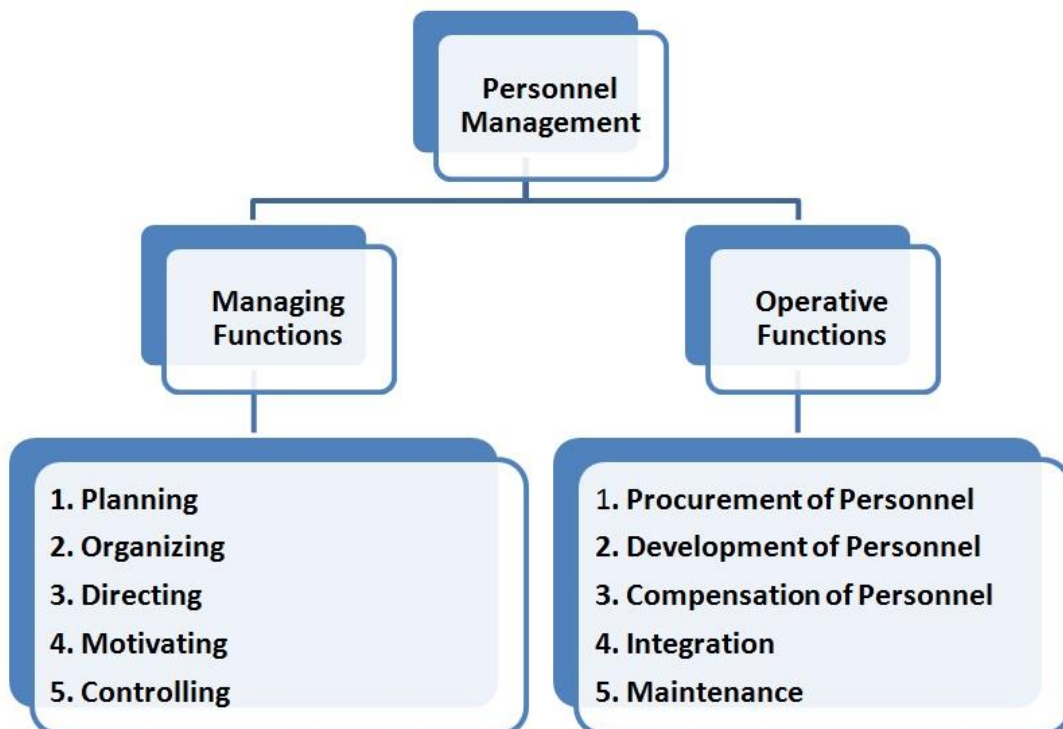 Personnel
Management
Managing
Functions
Operative
Functions
1. Planning
2. Organizing
3. Directing
4. Motivating
5. Controlling
1. Procurement of Personnel
2. Development of Personnel
3. Compensation of Personnel
4. Integration
5. Maintenance